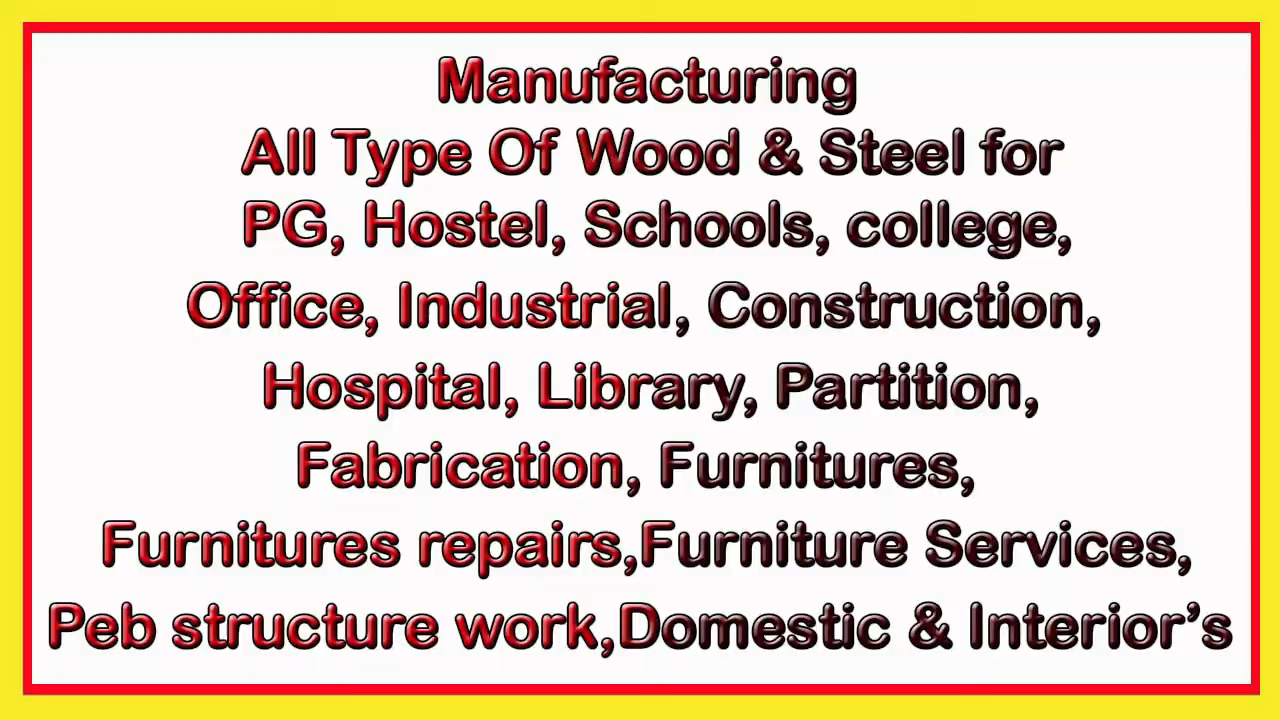 Manufacturing
All Type Of Wood & Steel for
PG, Hostel, Schools, college,
Office, Industrial, Construction,
Hospital, Library, Partition,
Fabrication, Furnitures,
Furnitures repairs,Furniture Services,
Peb structure work,Domestic & Interior’s